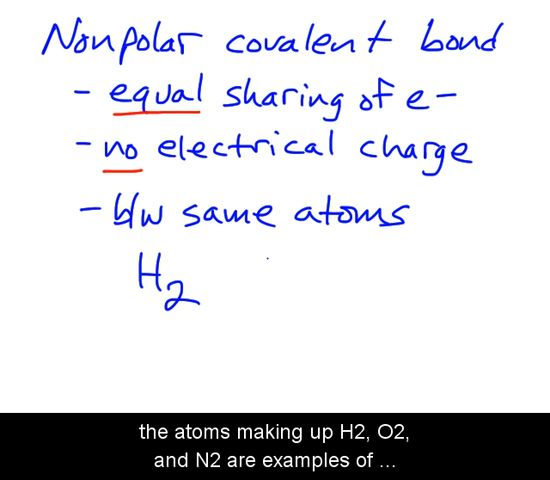 Nonpolar covalent bond
- equal sharing of e-
- no electrical charge
- b/w same atoms
H2
the atoms making up H2, O2,
and N2 are examples of ...